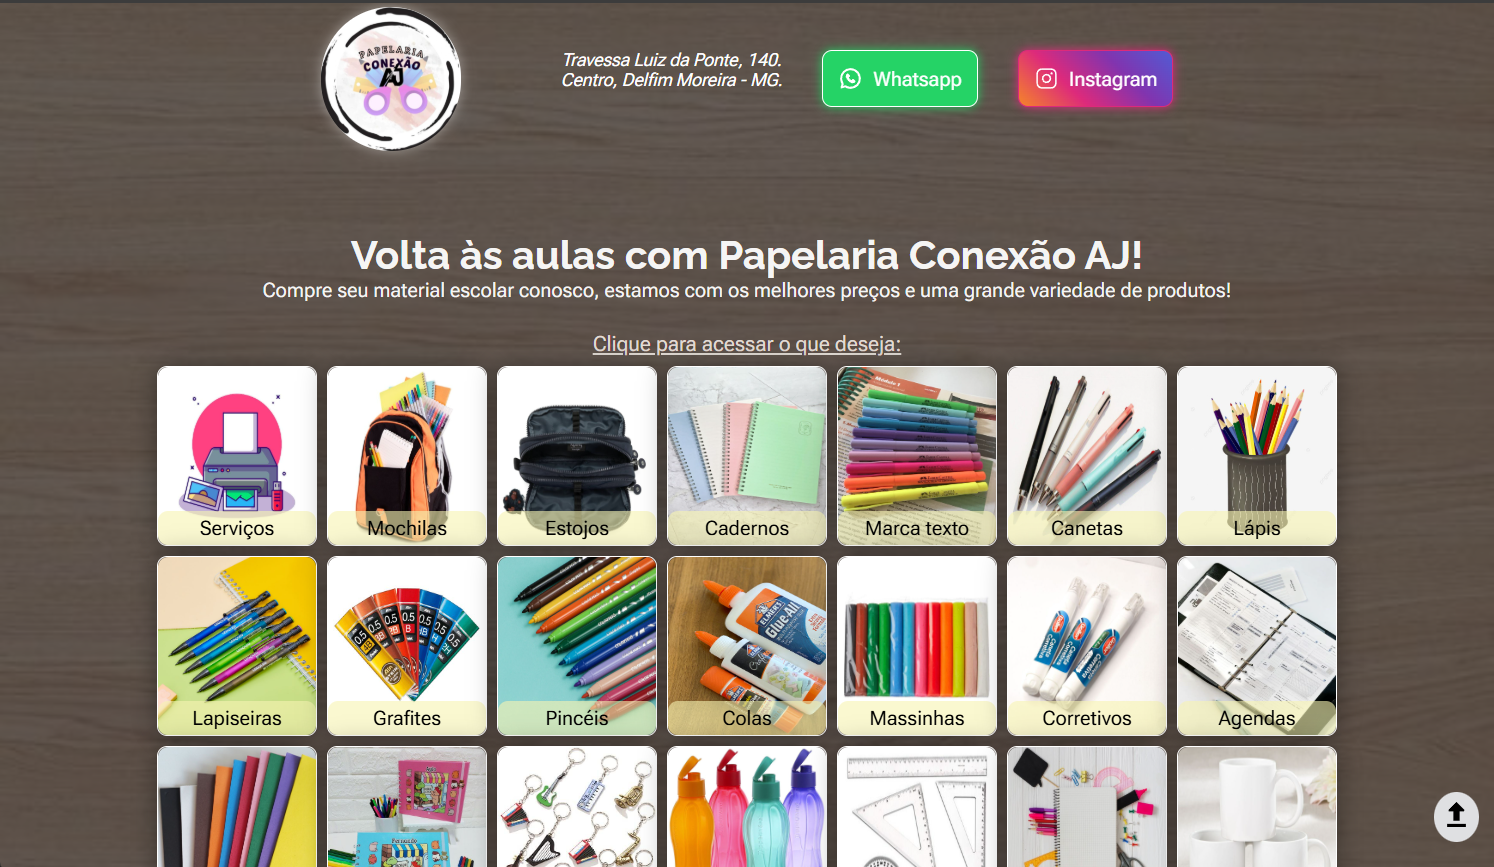 PAPELARIA
CONEXÃO
AJ
Travessa Luiz da Ponte, 140.
Centro, Delfim Moreira - MG.
Whatsapp
Instagram
Volta às aulas com Papelaria Conexão AJ!
Compre seu material escolar conosco, estamos com os melhores preços e uma grande variedade de produtos!
Clique para acessar o que deseja:
Serviços
Mochilas
Estojos
Cadernos
Marca texto
Canetas
Lápis
Lapiseiras
Grafites
Pincéis
Colas
Massinhas
Corretivos
Agendas